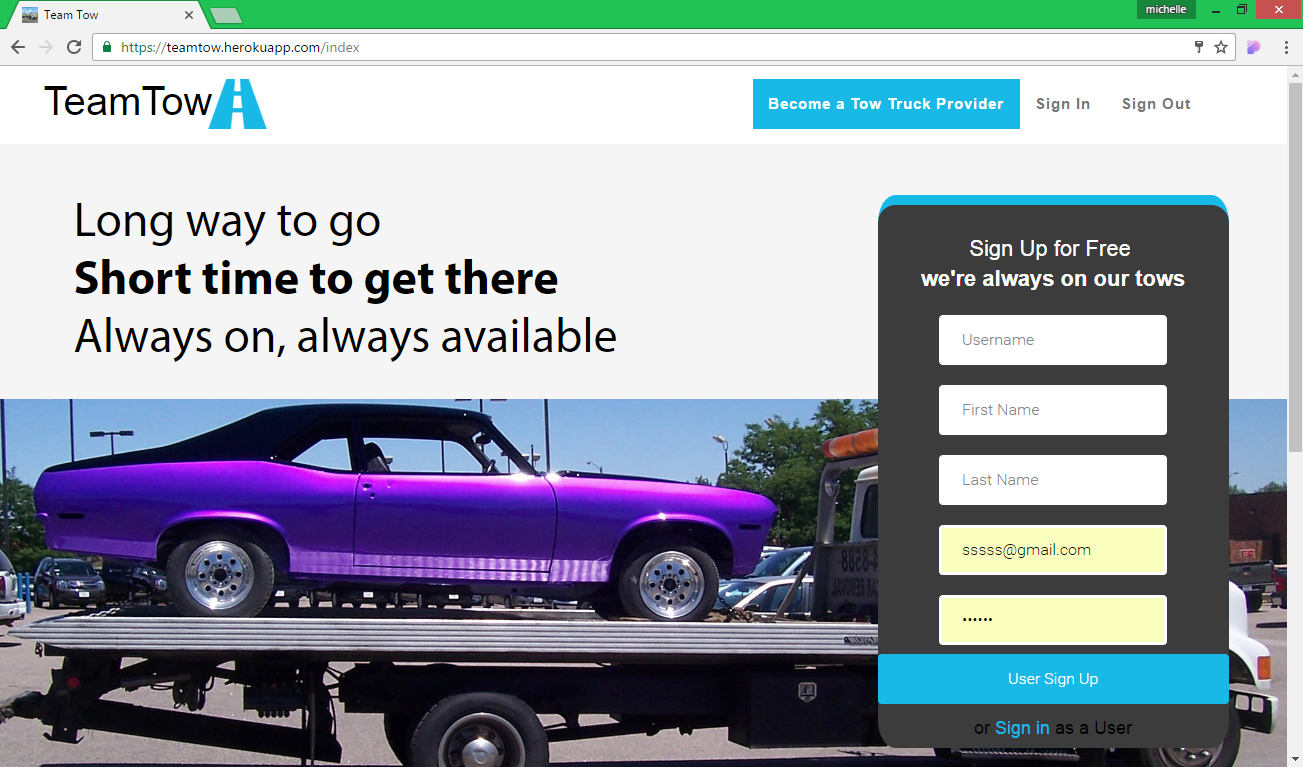 Team Tow
michelle
https://teamtow.herokuapp.com/index
TeamTow
Become a Tow Truck Provider
Sign In
Sign Out
Long way to go
Short time to get there
Always on, always available
Sign Up for Free
we're always on our tows
Username
First Name
Last Name
sssss@gmail.com
••••••
User Sign Up
or Sign in as a User